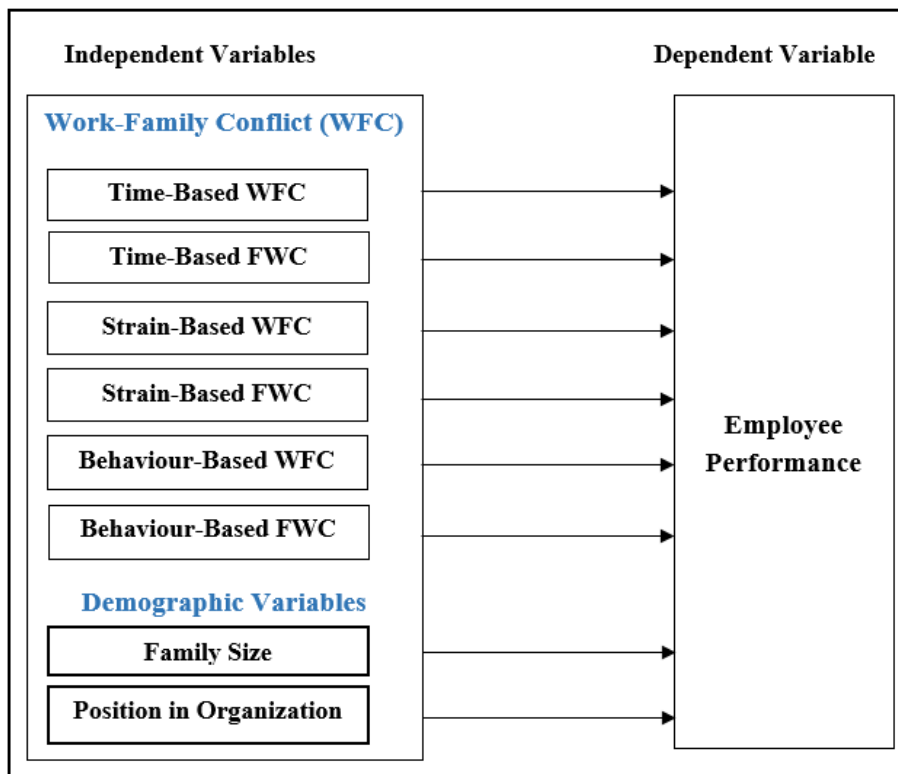 Independent Variables
Dependent Variable
Work-Family Conflict (WFC)
Time-Based WFC
Time-Based FWC
Strain-Based WFC
Strain-Based FWC
Behaviour-Based WFC
Behaviour-Based FWC
Demographic Variables
Family Size
Position in Organization
Employee
Performance